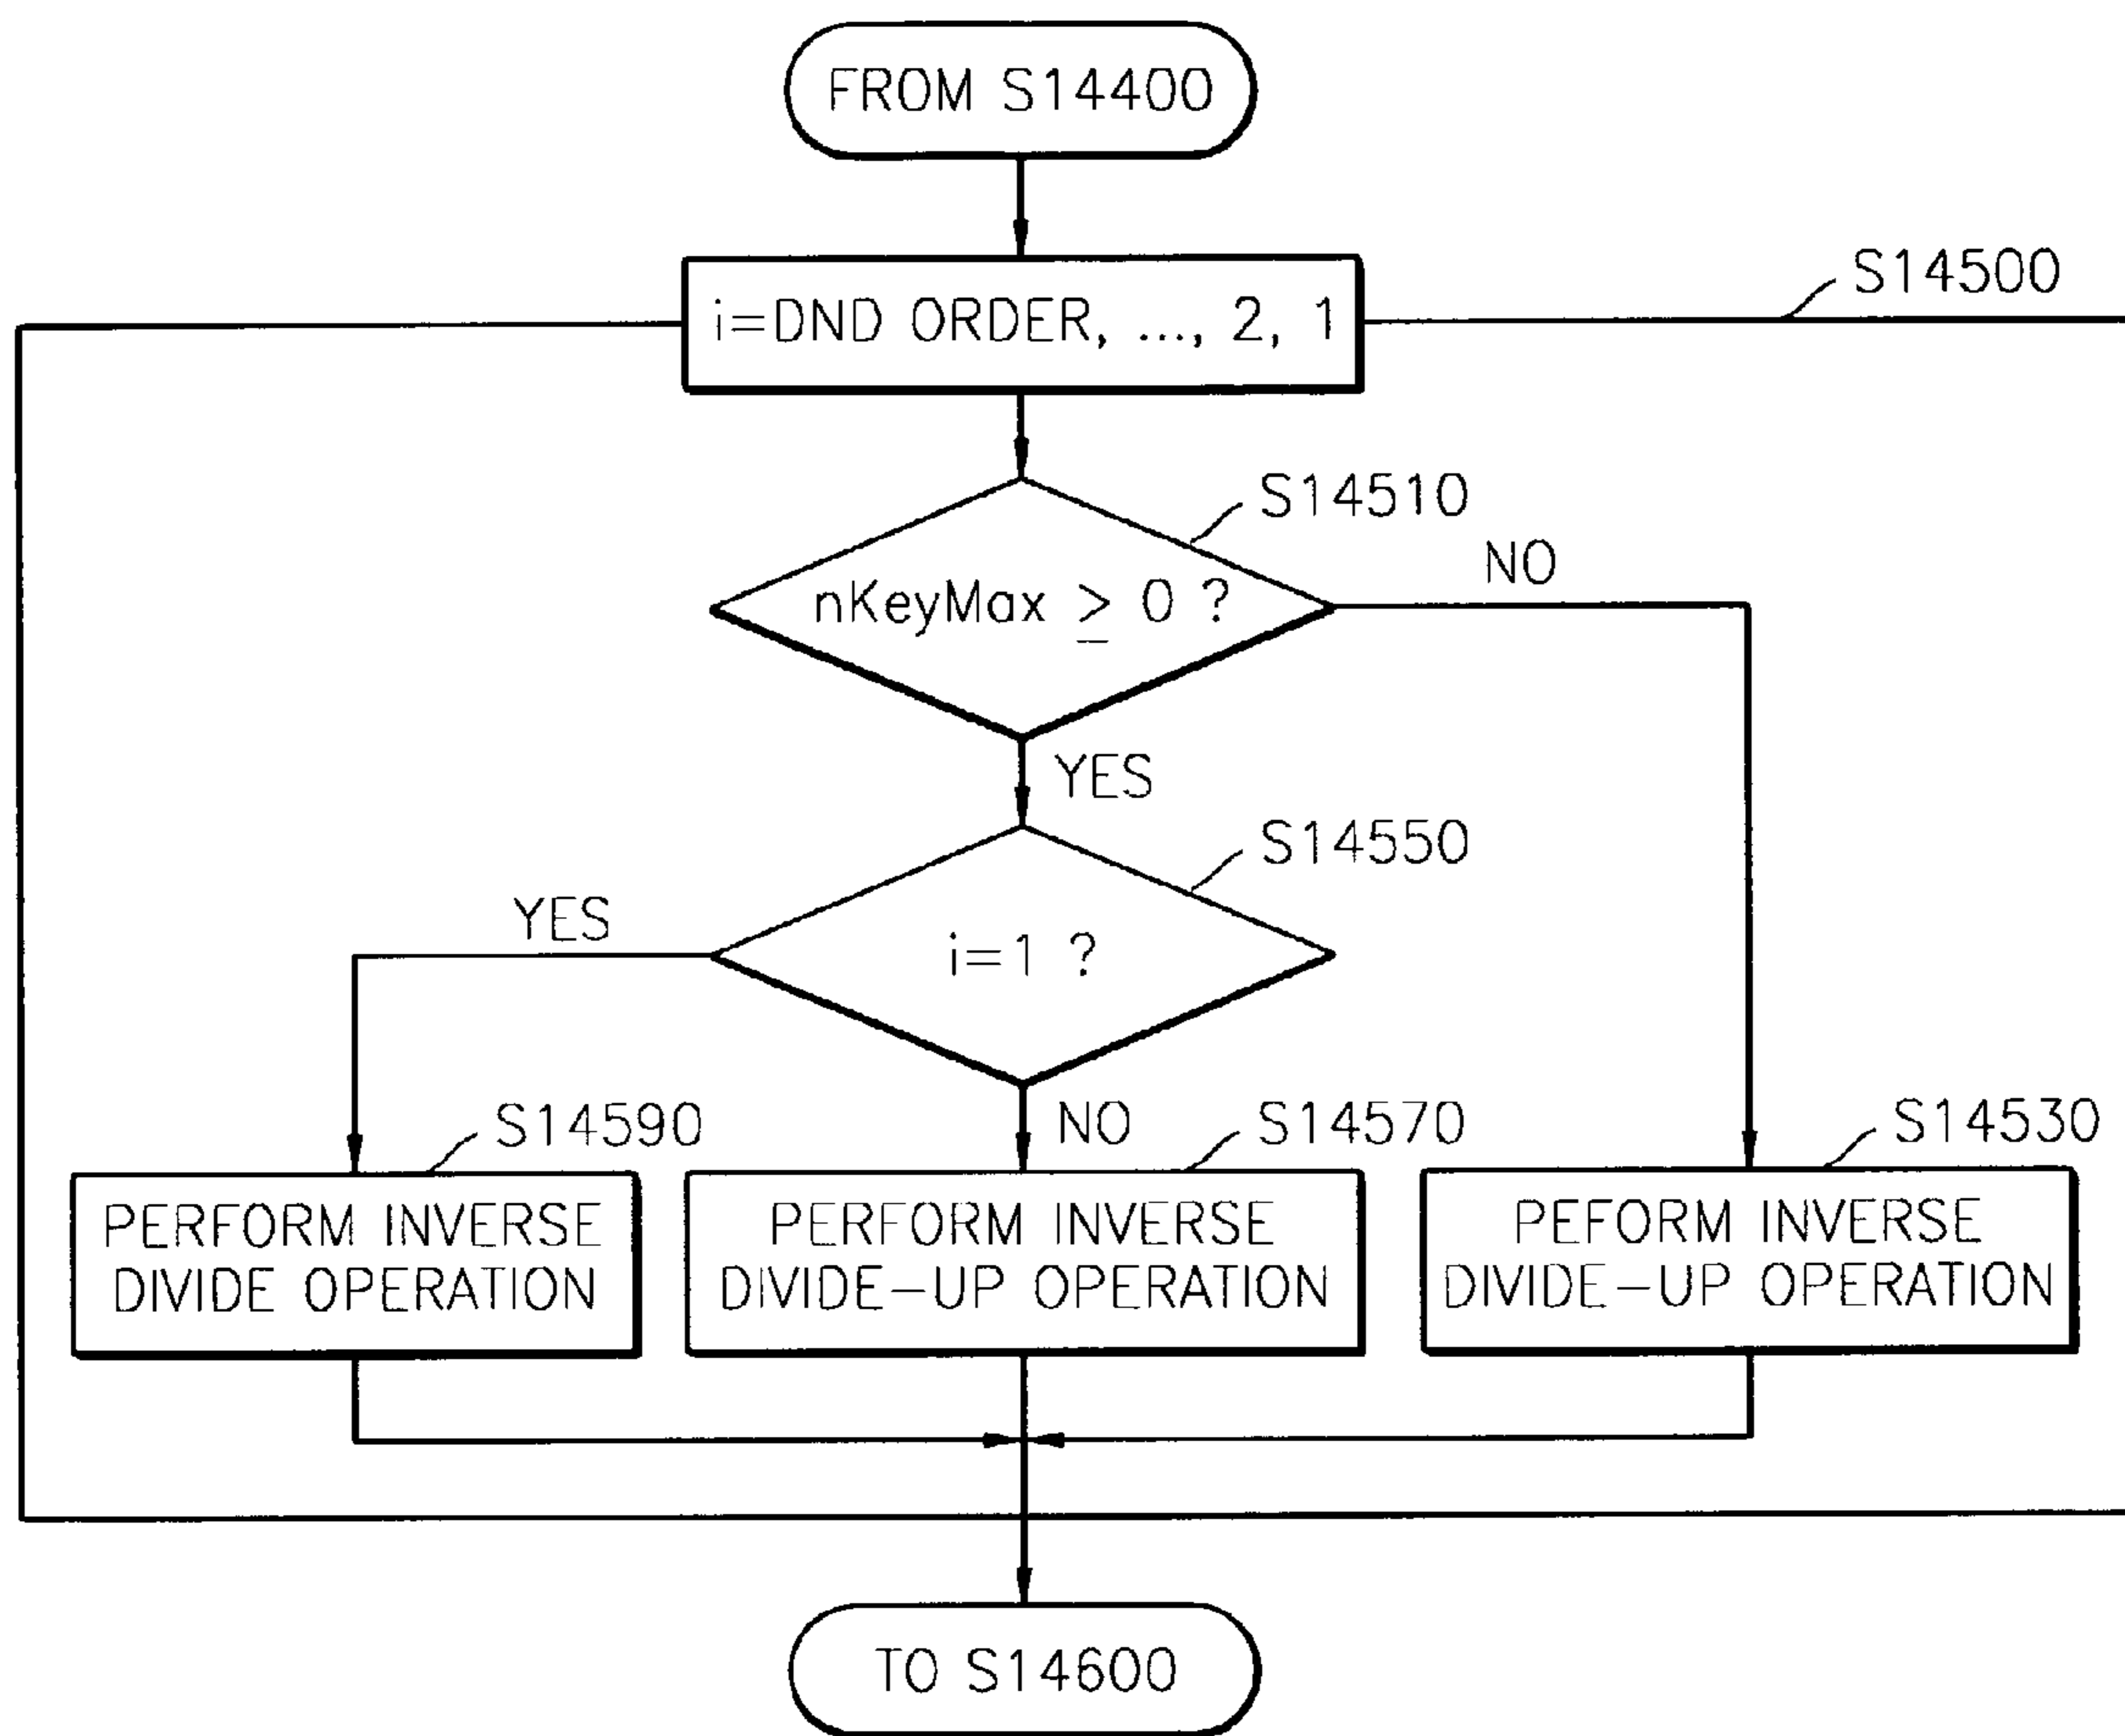 FROM S14400
S14500
i=DND ORDER, ..., 2, 1
S14510
NO
nKeyMax ≥ 0 ?
YES
S14550
YES
i=1 ?
S14590
NO
S14570
S14530
PERFORM INVERSE
DIVIDE OPERATION
PERFORM INVERSE
DIVIDE-UP OPERATION
PEFORM INVERSE
DIVIDE-UP OPERATION
TO S14600